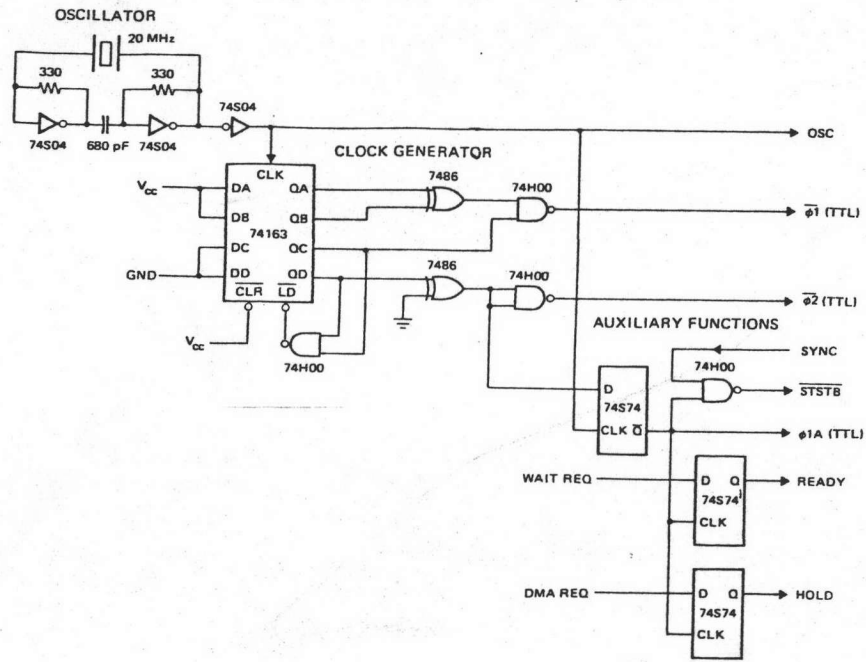 OSCILLATOR
20 MHz
330
330
74S04
680 pF
74S04
74S04
OSC
CLOCK GENERATOR
CLK
7486
74H00
VCC
DA
QA
DB
QB
φ1 (TTL)
74163
DC
QC
GND
DD
QD
7486
74H00
CLR
LD
φ2 (TTL)
AUXILIARY FUNCTIONS
VCC
74H00
SYNC
74H00
D
STSTB
74S74
CLK Q
φ1A (TTL)
WAIT REQ
D Q
READY
74S74
CLK
DMA REQ
D Q
HOLD
74S74
CLK